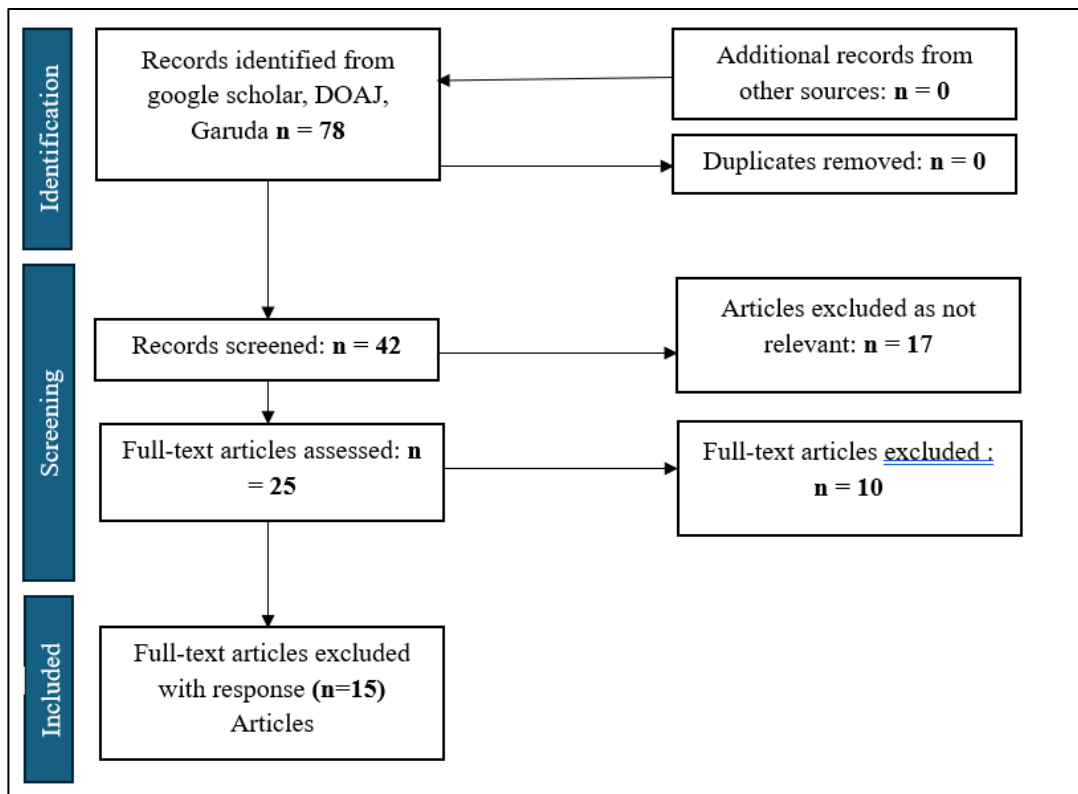 Identification
Records identified from
google scholar, DOAJ,
Garuda n = 78
Additional records from
other sources: n = 0
Duplicates removed: n = 0
Screening
Records screened: n = 42
Articles excluded as not
relevant: n = 17
Full-text articles assessed: n
= 25
Full-text articles excluded :
n = 10
Included
Full-text articles excluded
with response (n=15)
Articles